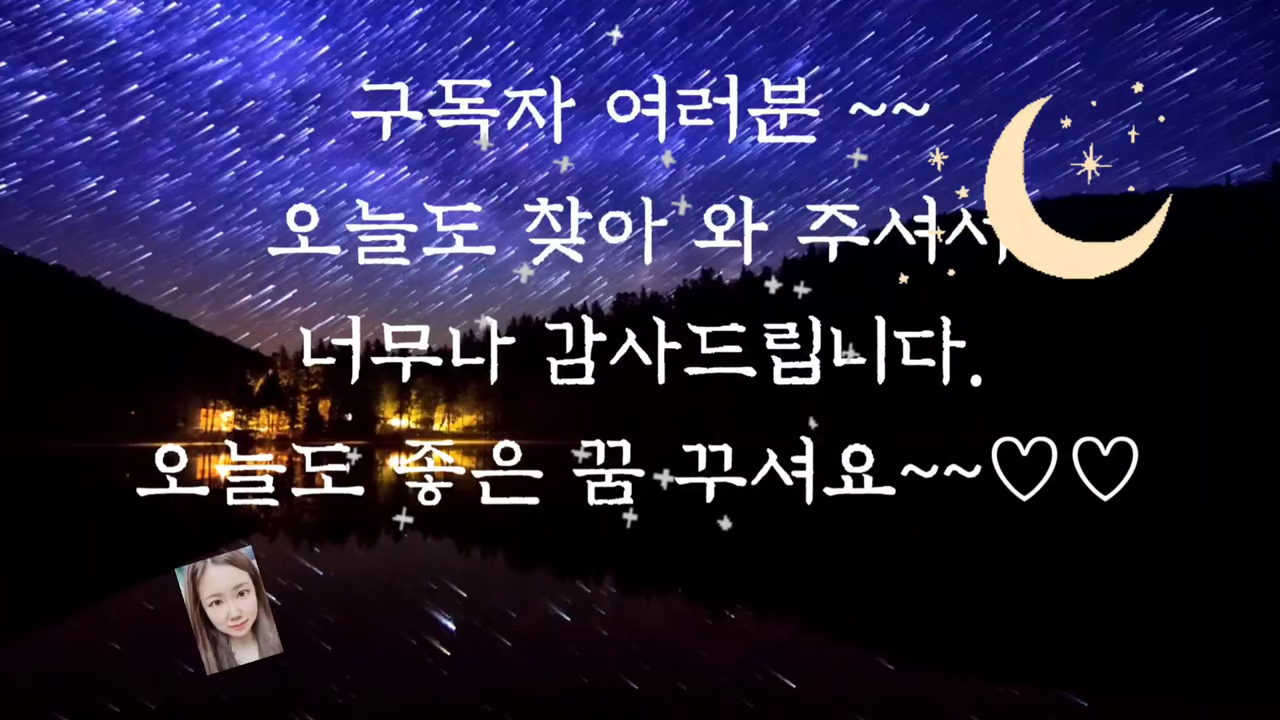 구독자 여러분 ~~
오늘도 찾아 와 주셔서
너무나 감사드립니다.
오늘도 좋은 꿈 꾸셔요~~♡♡